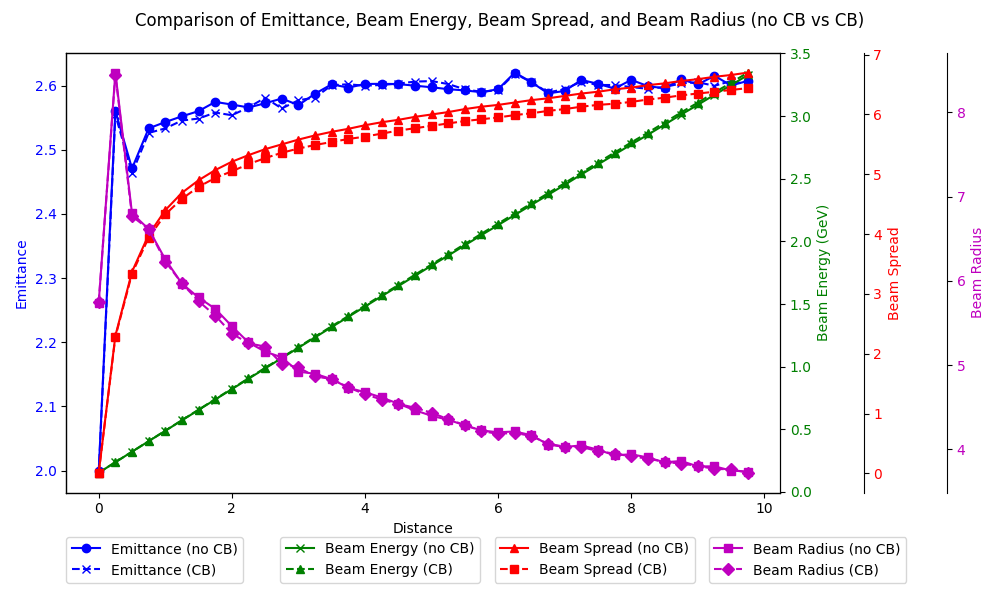 Comparison of Emittance, Beam Energy, Beam Spread, and Beam Radius (no CB vs CB)
Emittance
2.6
2.5
2.4
2.3
2.2
2.1
2.0
0 2 4 6 8 10
Distance
3.5
3.0
2.5
2.0
1.5
1.0
0.5
0.0
Beam Energy (GeV)
7
6
5
4
3
2
1
0
Beam Spread
8
7
6
5
4
Beam Radius
Emittance (no CB)
Emittance (CB)
Beam Energy (no CB)
Beam Energy (CB)
Beam Spread (no CB)
Beam Spread (CB)
Beam Radius (no CB)
Beam Radius (CB)